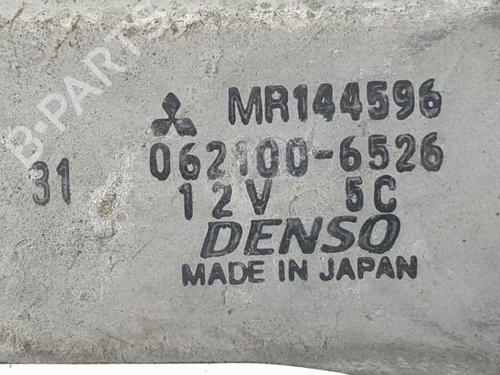 B-PARTS
MR144596
31
062100-6526
12V 5C
DENSO
MADE IN JAPAN